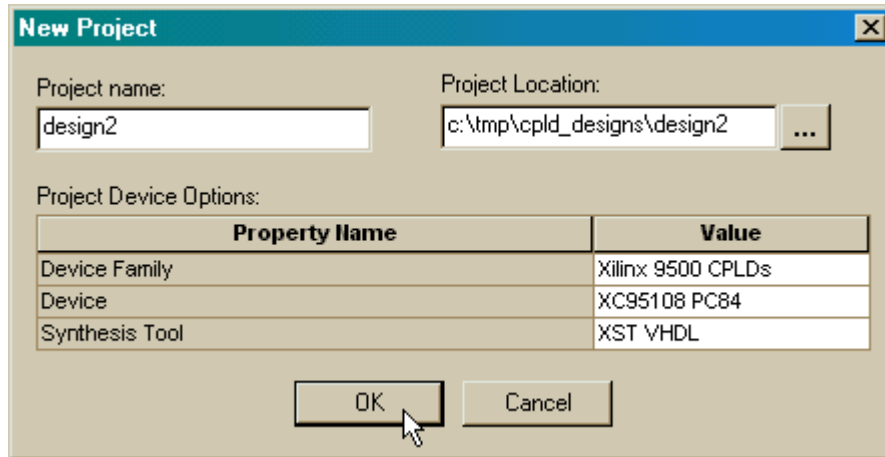 New Project
Project name:
Project Location:
design2
c:\tmp\cpld_designs\design2
...
Project Device Options:
Property Name Value
Device Family Xilinx 9500 CPLDs
Device XC95108 PC84
Synthesis Tool XST VHDL
OK Cancel